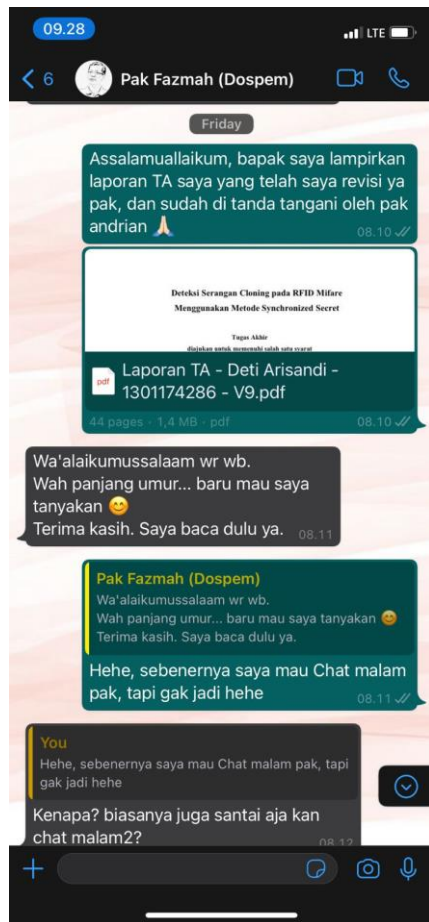 09.28
LTE
6
Pak Fazmah (Dospem)
Friday
Assalamuallaikum, bapak saya lampirkan
laporan TA saya yang telah saya revisi ya
pak, dan sudah di tanda tangani oleh pak
andrian 🙏🏻
08.10
Deteksi Serangan Cloning pada RFID Mifare
Menggunakan Metode Synchronized Secret
Tugas Akhir
diajukan untuk memenuhi salah satu syarat
pdf
Laporan TA - Deti Arisandi -
1301174286 - V9.pdf
44 pages · 1,4 MB · pdf
08.10
Wa'alaikumussalaam wr wb.
Wah panjang umur... baru mau saya
tanyakan 😊
Terima kasih. Saya baca dulu ya.
08.11
Pak Fazmah (Dospem)
Wa'alaikumussalaam wr wb.
Wah panjang umur... baru mau saya tanyakan 😊
Terima kasih. Saya baca dulu ya.
Hehe, sebenernya saya mau Chat malam
pak, tapi gak jadi hehe
08.11
You
Hehe, sebenernya saya mau Chat malam pak, tapi
gak jadi hehe
Kenapa? biasanya juga santai aja kan
chat malam2?
08.12